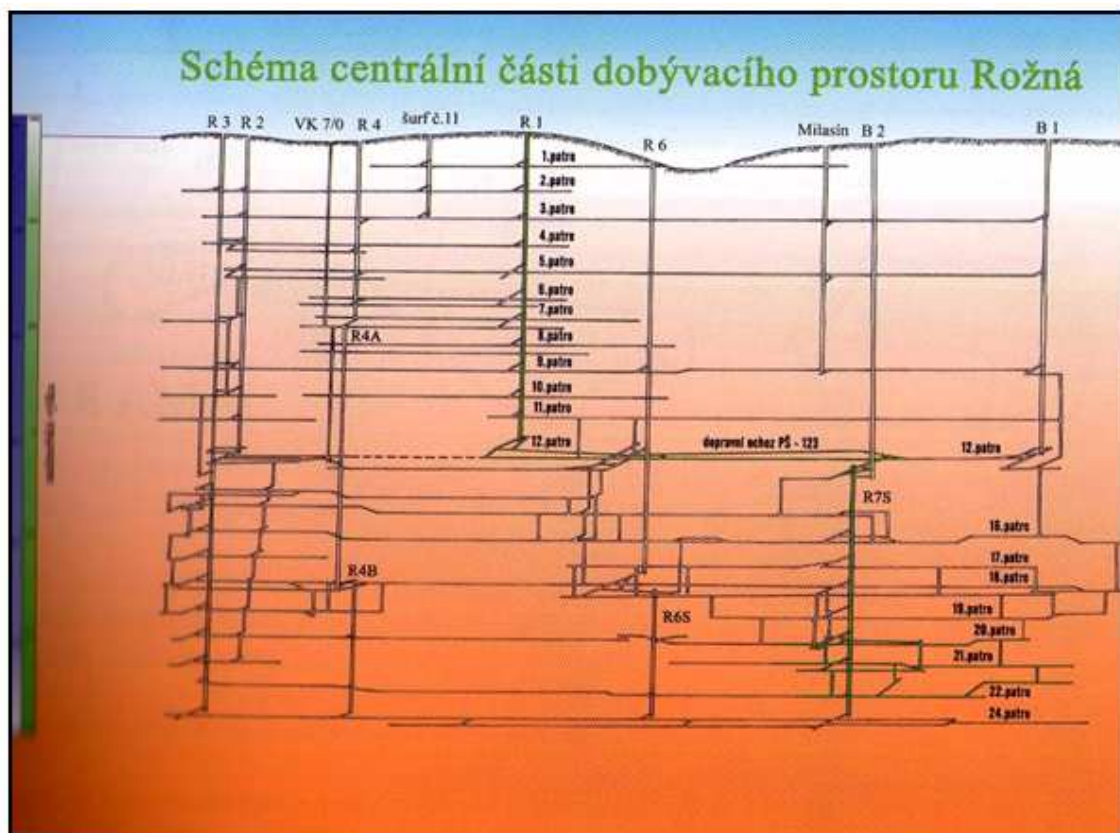 Schéma centrální části dobývacího prostoru Rožná
R 3 R 2 VK 7/0 R 4 šurf č.11 R 1 R 6 Milasín B 2 B 1
1.patro
2.patro
3.patro
4.patro
5.patro
6.patro
7.patro
R4A
8.patro
9.patro
10.patro
11.patro
12.patro dopravní ochoz PŠ - 123 12.patro
R7S
16.patro
17.patro
R4B 18.patro
19.patro
R6S 20.patro
21.patro
22.patro
24.patro